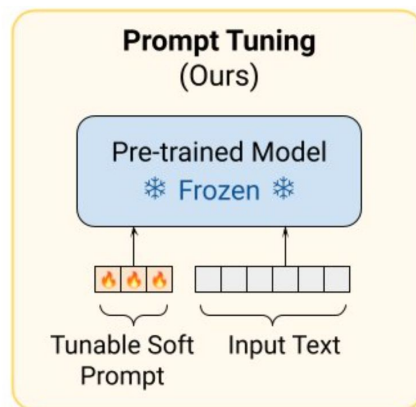 Prompt Tuning
(Ours)
Pre-trained Model
Frozen
Tunable Soft
Prompt
Input Text